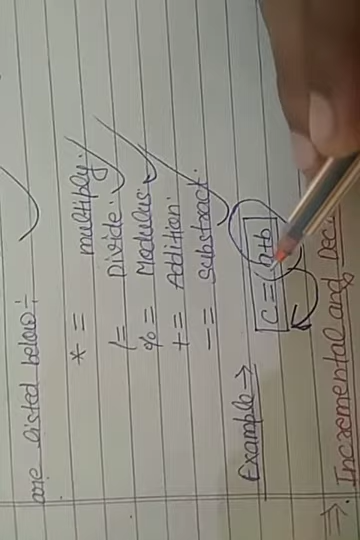 are listed below:-
* = multiply.
/= Divide.
%= Modulus.
+= Addition.
-= Substract.
Example→ C=(a+b)
⇒. Incremental and Dec